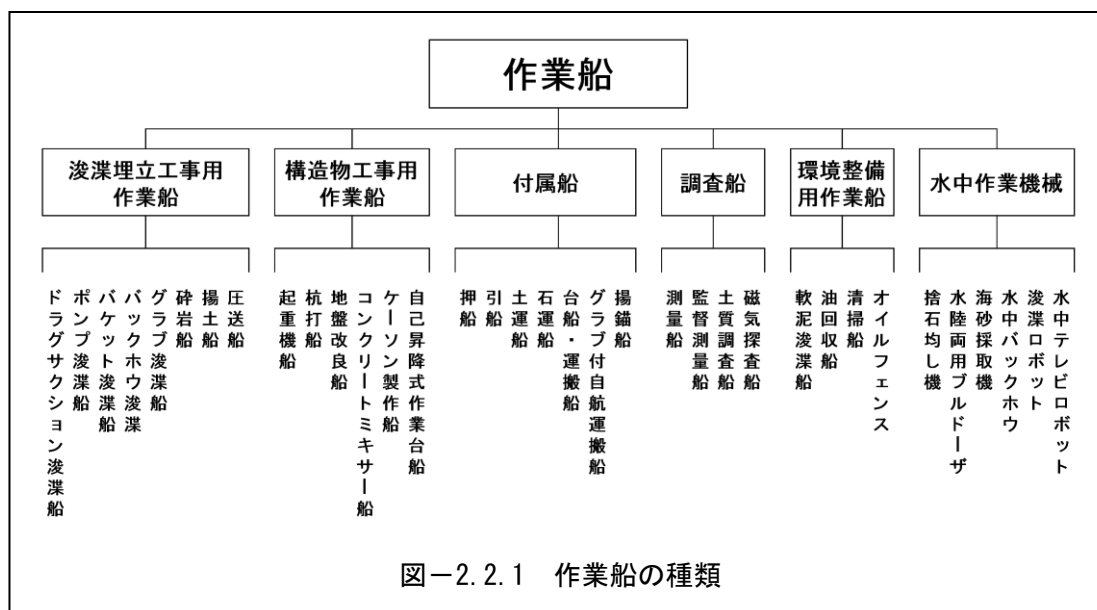 作業船
浚渫埋立工事用
作業船
構造物工事用
作業船
付属船
調査船
環境整備
用作業船
水中作業機械
ドラグサクション浚渫船
ポンプ浚渫船
バケット浚渫船
バックホウ浚渫
グラブ浚渫船
砕岩船
揚土船
圧送船
起重機船
杭打船
地盤改良船
コンクリートミキサー船
ケーソン製作船
自己昇降式作業台船
押船
引船
土運船
石運船
台船・運搬船
グラブ付自航運搬船
揚錨船
測量船
監督測量船
土質調査船
磁気探査船
軟泥浚渫船
油回収船
清掃船
オイルフェンス
捨石均し機
水陸両用ブルドーザ
海砂採取機
水中バックホウ
浚渫ロボット
水中テレビロボット
図－2.2.1　作業船の種類